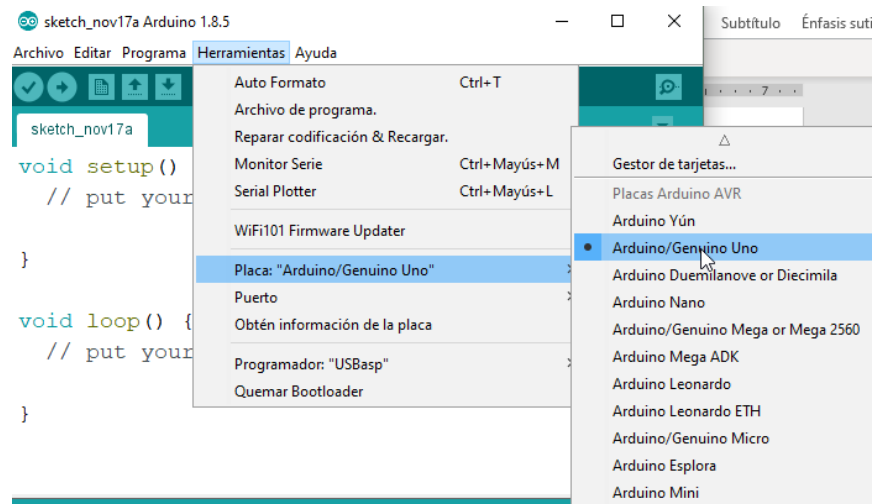 sketch_nov17a Arduino 1.8.5
Subtítulo Énfasis suti
Archivo Editar Programa Herramientas Ayuda
7
sketch_nov17a
void setup()
// put your
}
void loop() {
// put your
}
Auto Formato Ctrl+T
Archivo de programa.
Reparar codificación & Recargar.
Monitor Serie Ctrl+Mayús+M
Serial Plotter Ctrl+Mayús+L
WiFi101 Firmware Updater
Placa: "Arduino/Genuino Uno"
Puerto
Obtén información de la placa
Programador: "USBasp"
Quemar Bootloader
Gestor de tarjetas...
Placas Arduino AVR
Arduino Yún
Arduino/Genuino Uno
Arduino Duemilanove or Diecimila
Arduino Nano
Arduino/Genuino Mega or Mega 2560
Arduino Mega ADK
Arduino Leonardo
Arduino Leonardo ETH
Arduino/Genuino Micro
Arduino Esplora
Arduino Mini